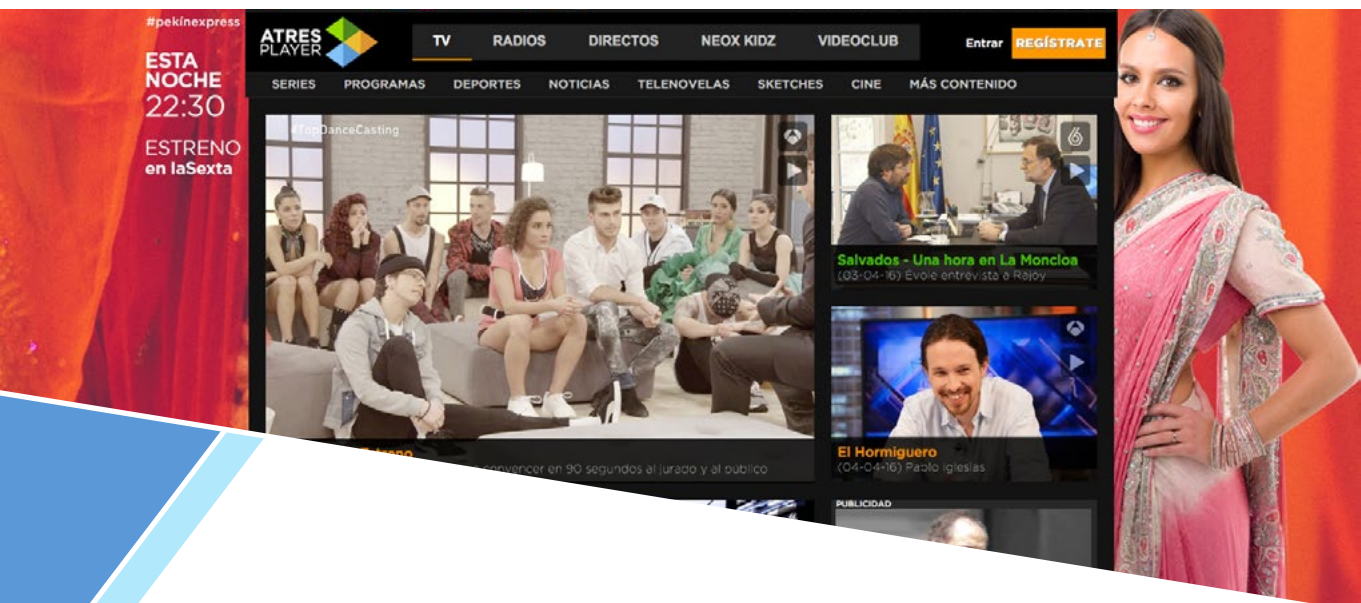 #pekínexpress
ESTA
NOCHE
22:30
ESTRENO
en laSexta
ATRES
PLAYER
TV RADIOS DIRECTOS NEOX KIDZ VIDEOCLUB
Entrar REGÍSTRATE
SERIES PROGRAMAS DEPORTES NOTICIAS TELENOVELAS SKETCHES CINE MÁS CONTENIDO
#TopDanceCasting
convencer en 90 segundos al jurado y al público
6
Salvados - Una hora en La Moncloa
(03-04-16) Évole entrevista a Rajoy
El Hormiguero
(04-04-16) Pablo Iglesias
PUBLICIDAD